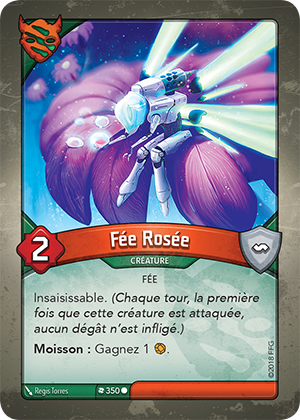 Fée Rosée
2
CRÉATURE
FÉE
Insaisissable. (Chaque tour, la première
fois que cette créature est attaquée,
aucun dégât n'est infligé.)
Moisson : Gagnez 1 .
Regis Torres
350
©2018 FFG